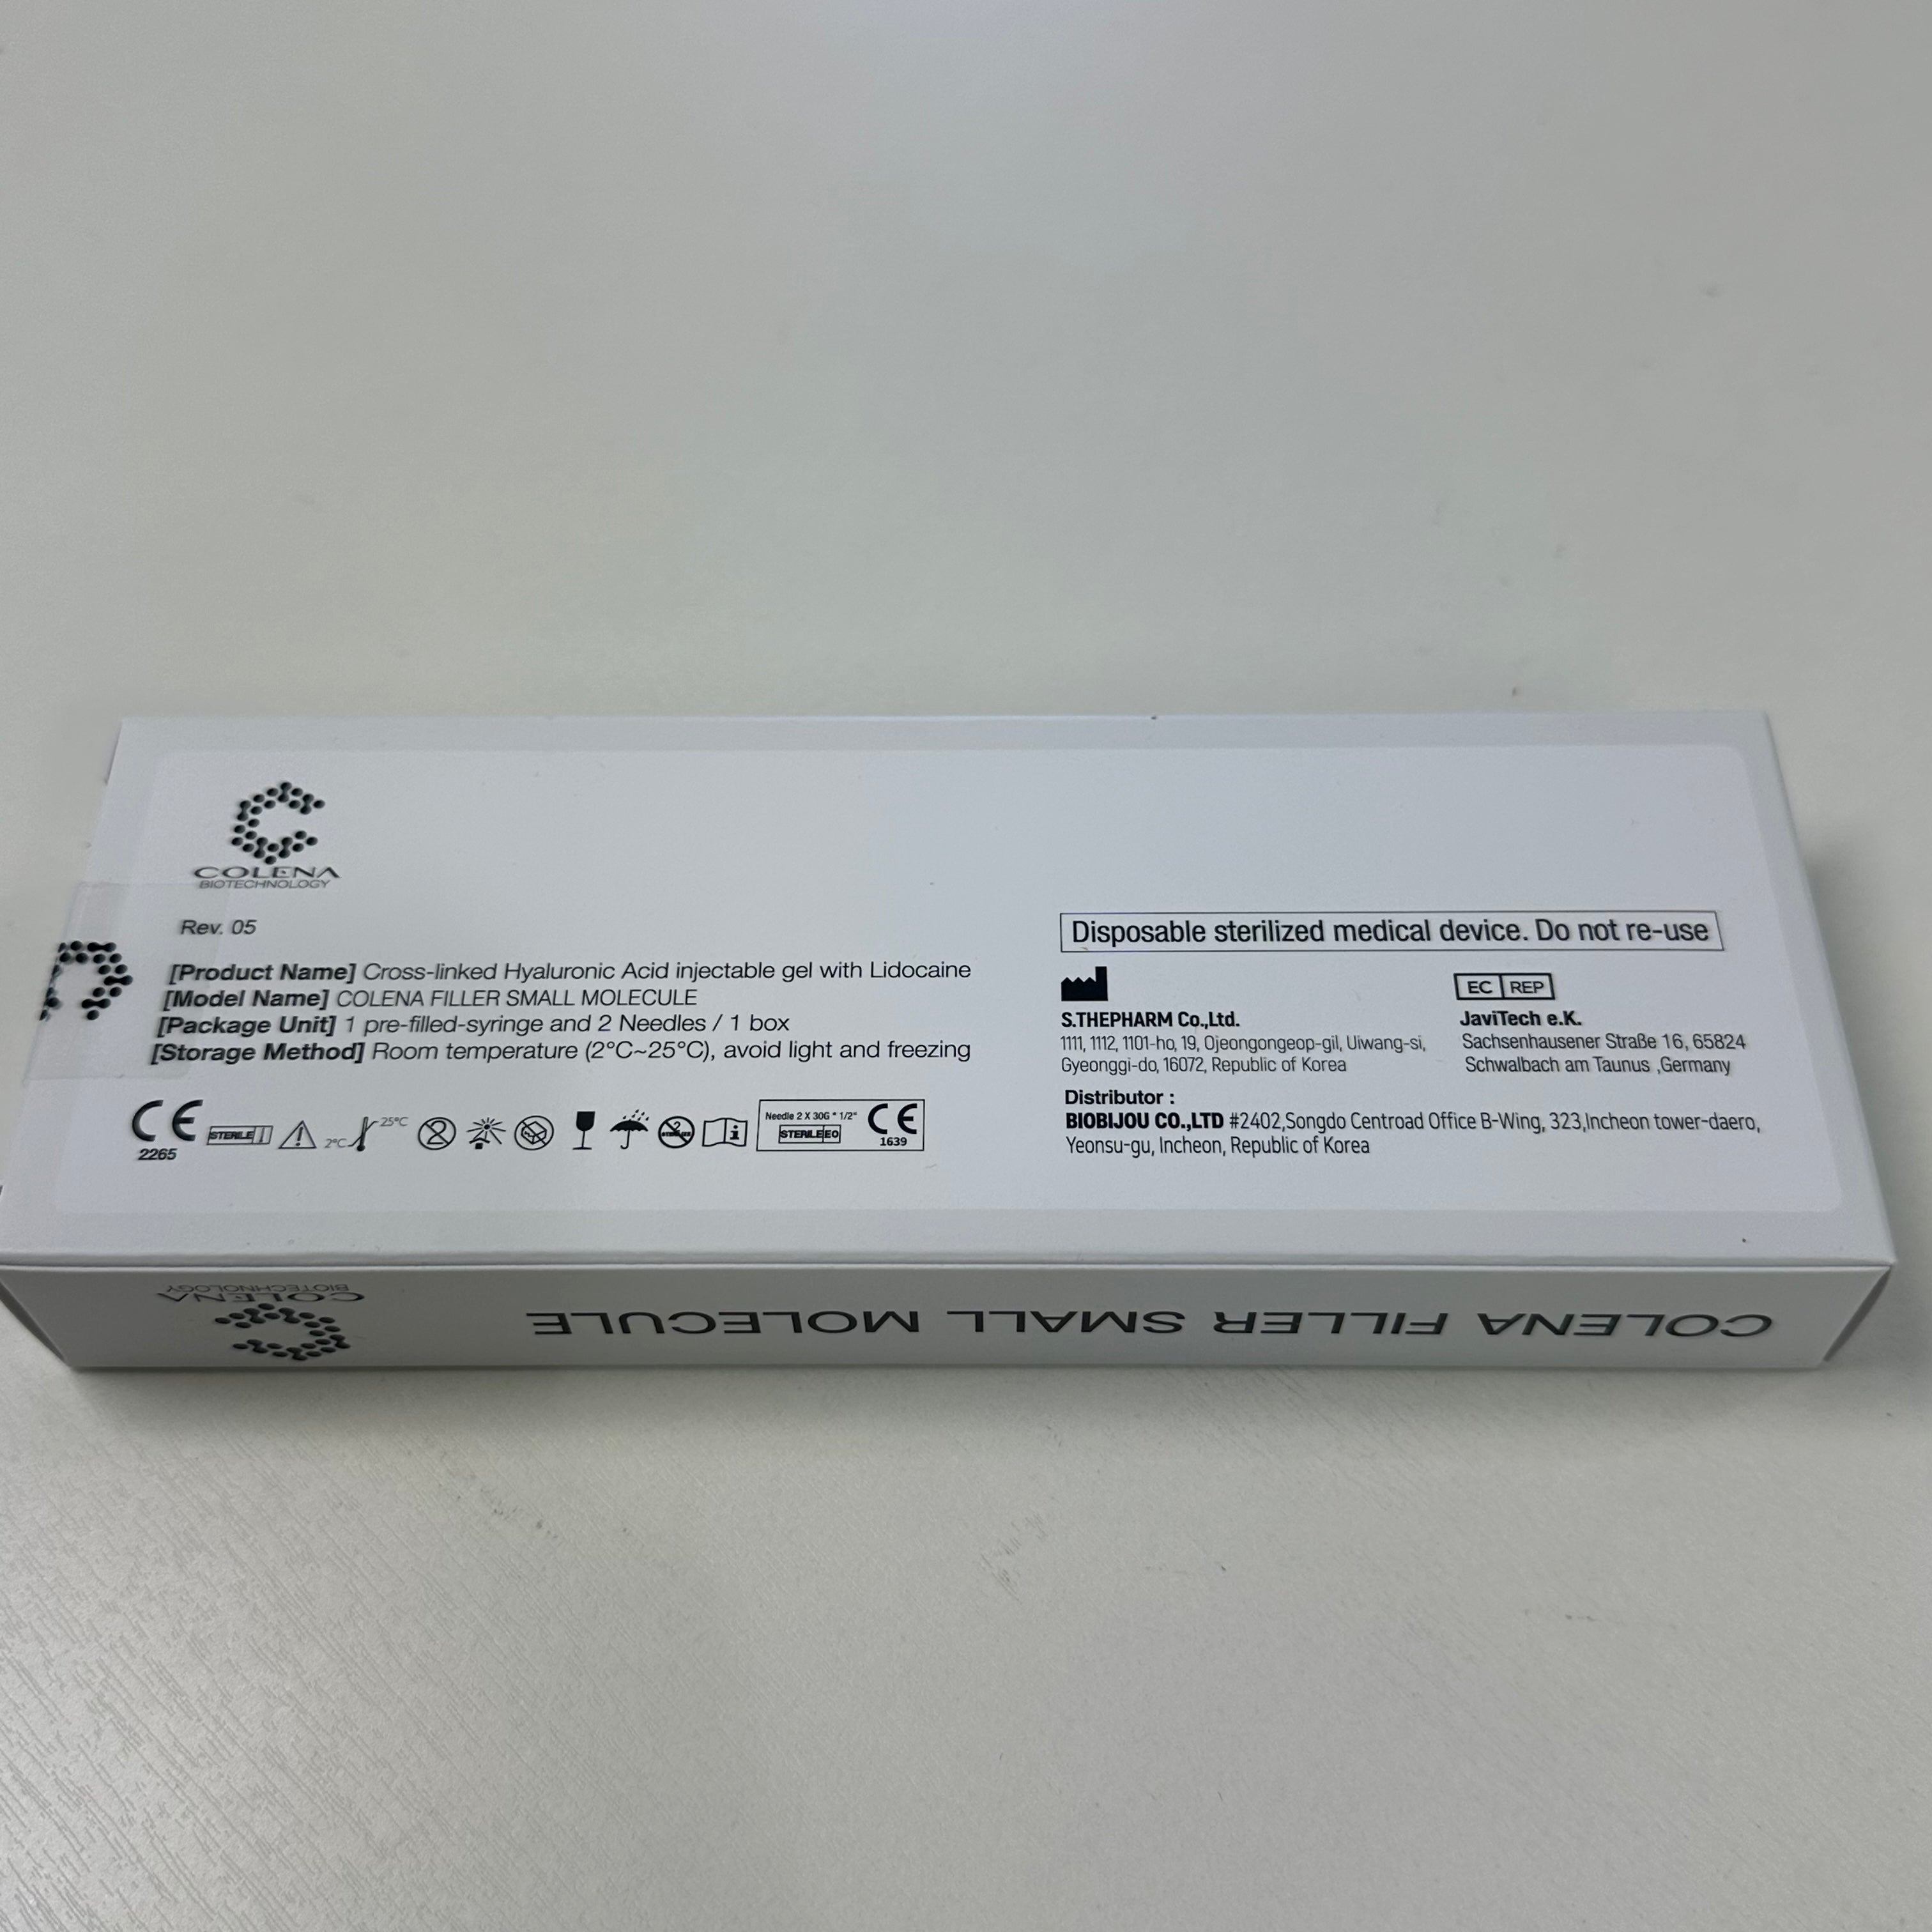 COLENA
BIOTECHNOLOGY
Rev. 05
[Product Name] Cross-linked Hyaluronic Acid injectable gel with Lidocaine
[Model Name] COLENA FILLER SMALL MOLECULE
[Package Unit] 1 pre-filled-syringe and 2 Needles / 1 box
[Storage Method] Room temperature (2°C~25°C), avoid light and freezing
CE
2265
STERILE
2°C
25°C
2
Needle 2 X 30G * 1/2"
STERILE EO
CE
1639
Disposable sterilized medical device. Do not re-use
S.THEPHARM Co.,Ltd.
1111, 1112, 1101-ho, 19, Ojeongongeop-gil, Uiwang-si,
Gyeonggi-do, 16072, Republic of Korea
EC REP
JaviTech e.K.
Sachsenhausener Straße 16, 65824
Schwalbach am Taunus ,Germany
Distributor :
BIOBIJOU CO.,LTD #2402,Songdo Centroad Office B-Wing, 323,Incheon tower-daero,
Yeonsu-gu, Incheon, Republic of Korea
COLENA FILLER SMALL MOLECULE
COLENA
BIOTECHNOLOGY